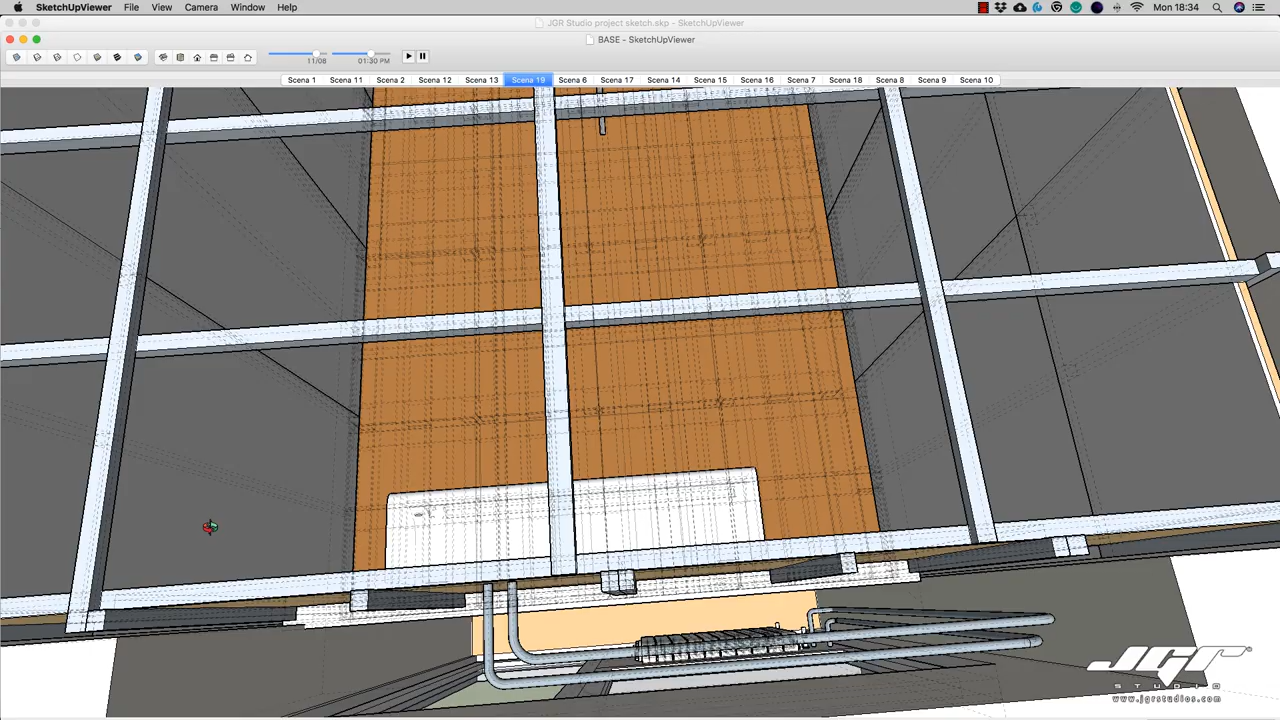 SketchUpViewer File View Camera Window Help Mon 18:34
JGR Studio project sketch.skp - SketchUpViewer
BASE - SketchUpViewer
11/08 01:30 PM
Scena 1 Scena 11 Scena 2 Scena 12 Scena 13 Scena 19 Scena 6 Scena 17 Scena 14 Scena 15 Scena 16 Scena 7 Scena 18 Scena 8 Scena 9 Scena 10
JGR®
STUDIO
www.jgrstudios.com